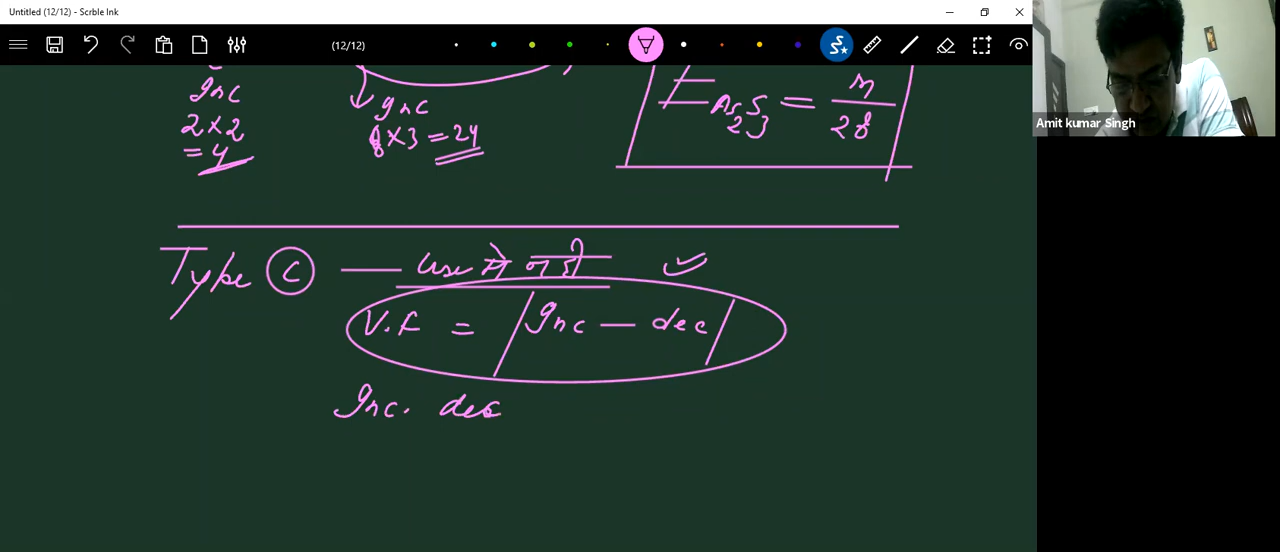 Untitled (12/12) - Scrble Ink
(12/12)
Amit kumar Singh
Inc
2 × 2
= 4
Inc
8 × 3 = 24
As₂S₃ = M / 28
Type C — use
V.F = |Inc - dec|
Inc. dec